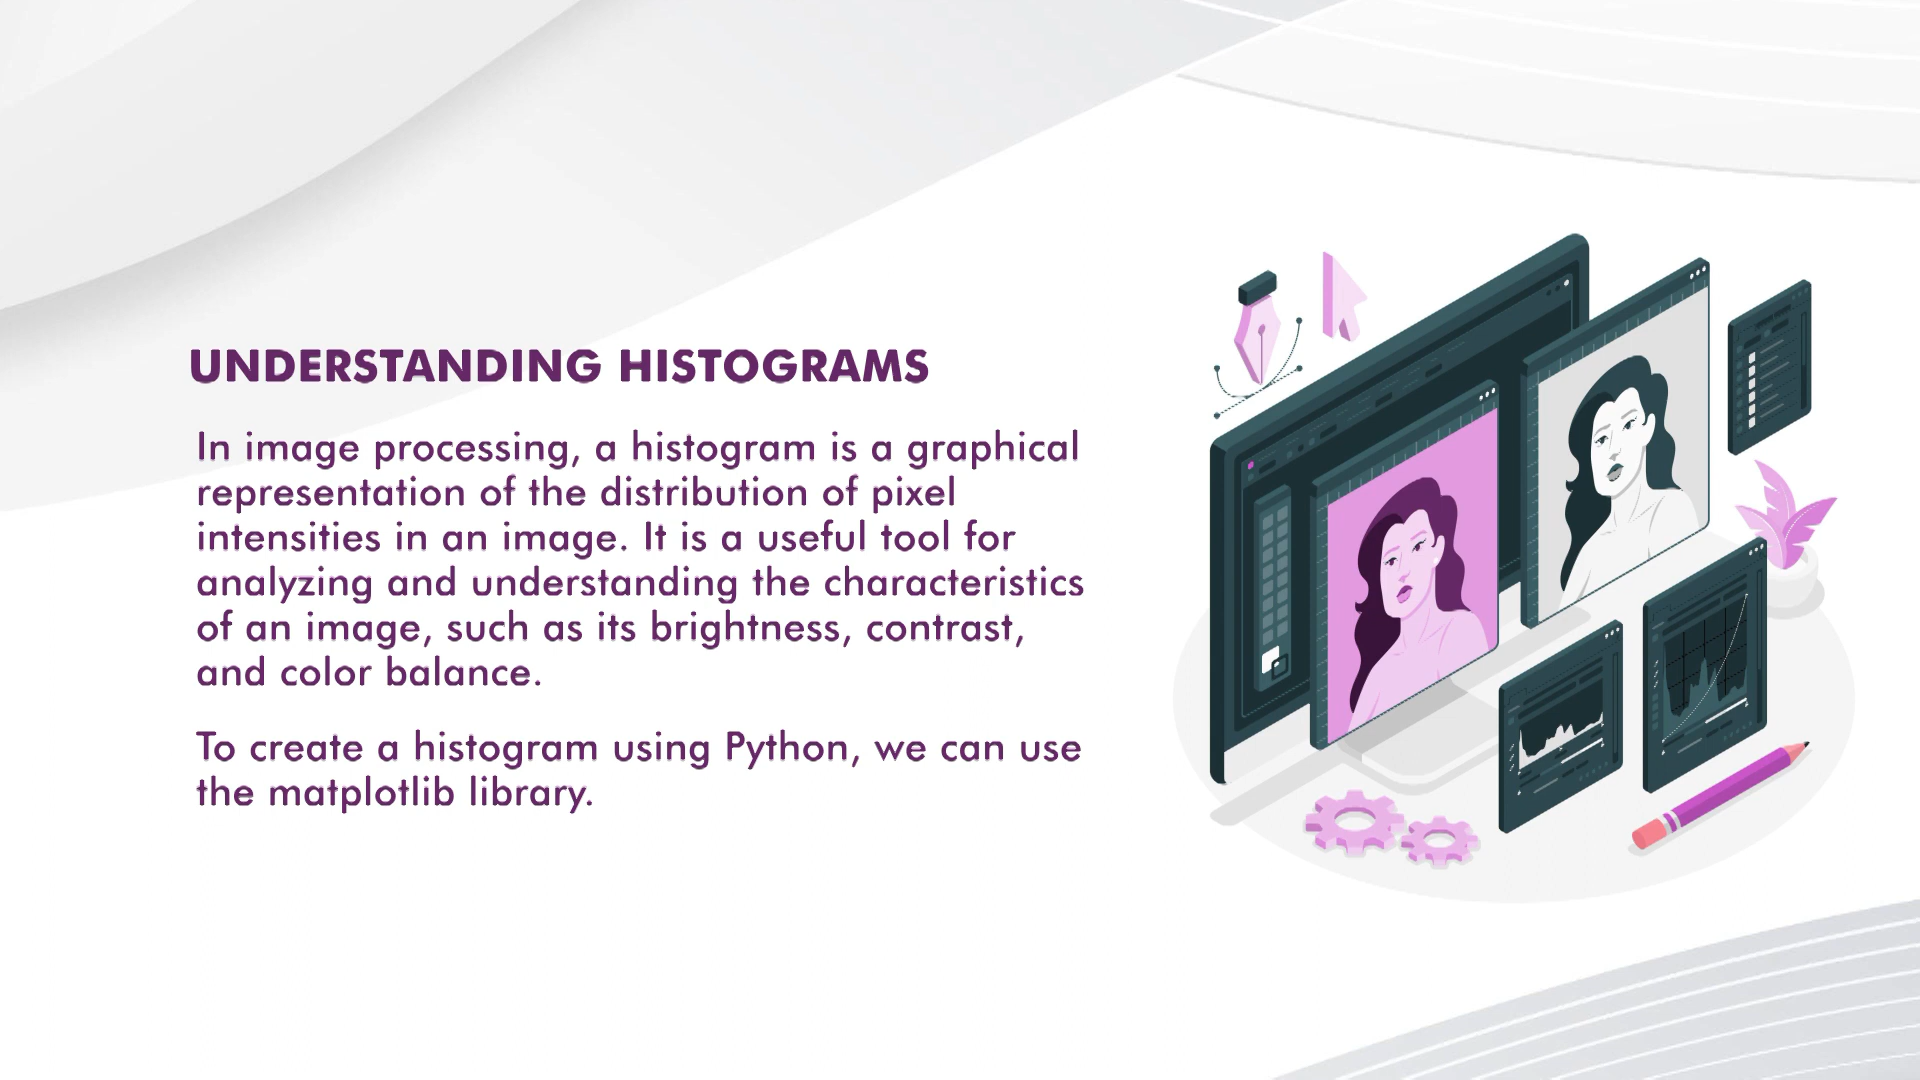 UNDERSTANDING HISTOGRAMS
In image processing, a histogram is a graphical
representation of the distribution of pixel
intensities in an image. It is a useful tool for
analyzing and understanding the characteristics
of an image, such as its brightness, contrast,
and color balance.
To create a histogram using Python, we can use
the matplotlib library.